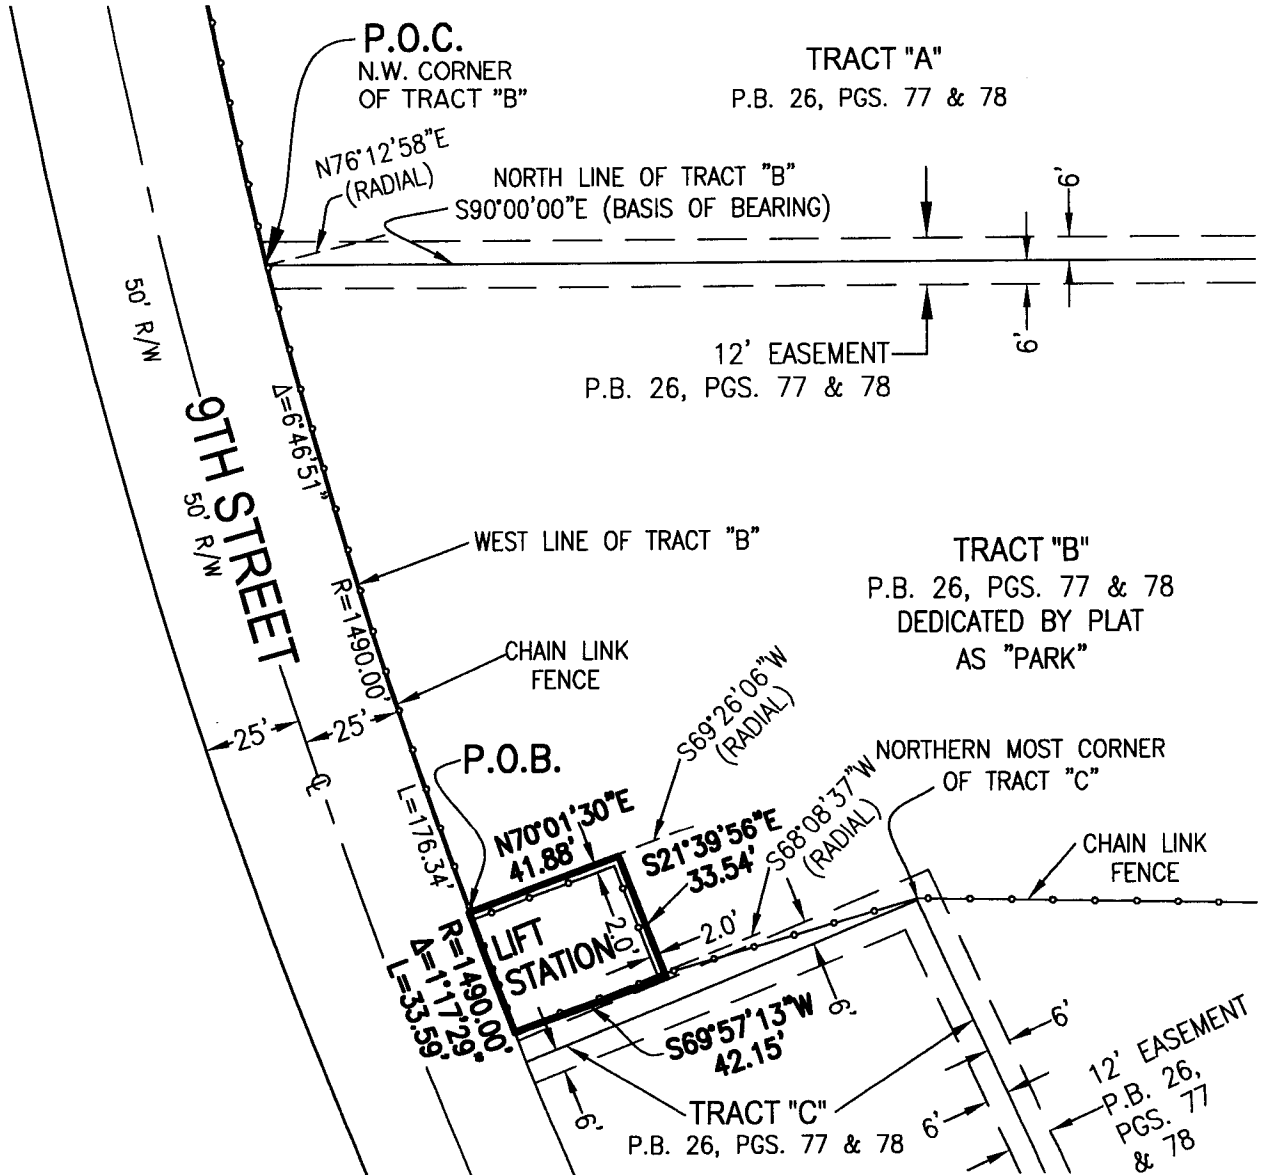 P.O.C.
N.W. CORNER
OF TRACT "B"
TRACT "A"
P.B. 26, PGS. 77 & 78
N76°12'58"E
(RADIAL)
NORTH LINE OF TRACT "B"
S90°00'00"E (BASIS OF BEARING)
6'
6'
50' R/W
12' EASEMENT
P.B. 26, PGS. 77 & 78
Δ=6°46'51"
9TH STREET
50' R/W
WEST LINE OF TRACT "B"
TRACT "B"
P.B. 26, PGS. 77 & 78
DEDICATED BY PLAT
AS "PARK"
R=1490.00'
CHAIN LINK
FENCE
25'
25'
S69°26'06"W
(RADIAL)
NORTHERN MOST CORNER
OF TRACT "C"
P.O.B.
CL
L=176.34'
N70°01'30"E
41.88'
S21°39'56"E
33.54'
S68°08'37"W
(RADIAL)
CHAIN LINK
FENCE
LIFT
STATION
2.0'
2.0'
R=1490.00'
Δ=1°17'29"
L=33.59'
S69°57'13"W
42.15'
6'
6'
6'
6'
TRACT "C"
P.B. 26, PGS. 77 & 78
12' EASEMENT
P.B. 26,
PGS. 77
& 78